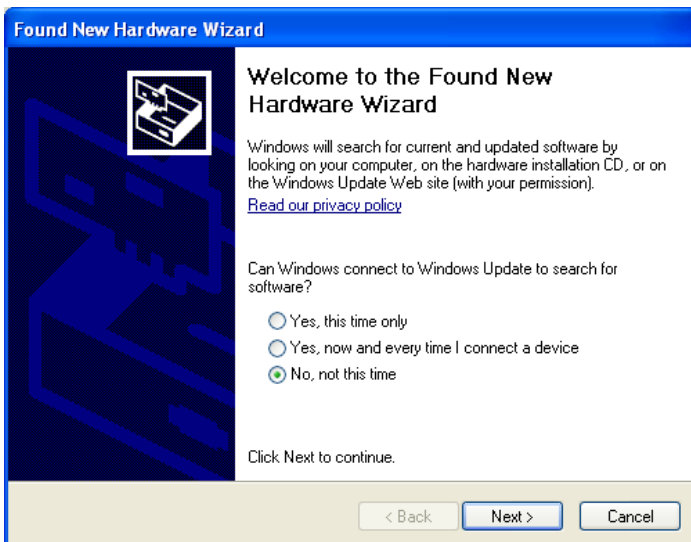 Found New Hardware Wizard
Welcome to the Found New
Hardware Wizard
Windows will search for current and updated software by
looking on your computer, on the hardware installation CD, or on
the Windows Update Web site (with your permission).
Read our privacy policy
Can Windows connect to Windows Update to search for
software?
Yes, this time only
Yes, now and every time I connect a device
No, not this time
Click Next to continue.
< Back Next > Cancel